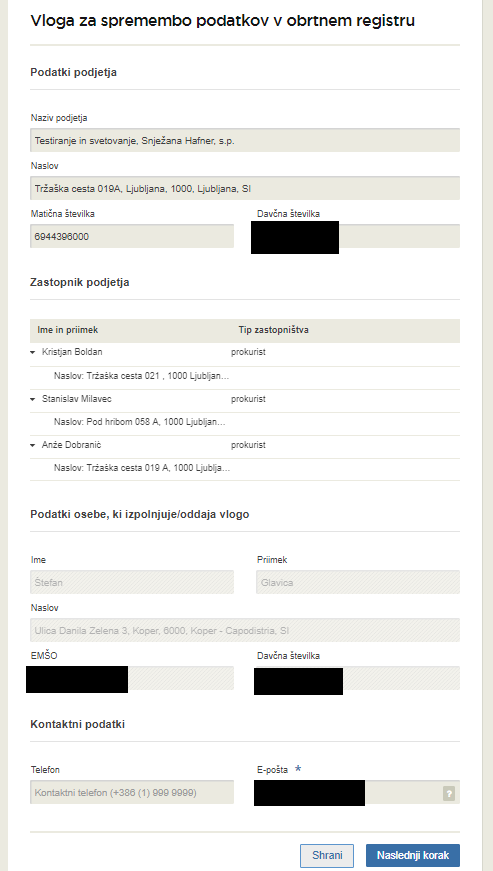 Vloga za spremembo podatkov v obrtnem registru
Podatki podjetja
Naziv podjetja
Testiranje in svetovanje, Snježana Hafner, s.p.
Naslov
Tržaška cesta 019A, Ljubljana, 1000, Ljubljana, SI
Matična številka Davčna številka
6944396000
Zastopnik podjetja
Ime in priimek Tip zastopništva
Kristjan Boldan prokurist
Naslov: Tržaška cesta 021 , 1000 Ljubljan...
Stanislav Milavec prokurist
Naslov: Pod hribom 058 A, 1000 Ljubljan...
Anže Dobranič prokurist
Naslov: Tržaška cesta 019 A, 1000 Ljublja...
Podatki osebe, ki izpolnjuje/oddaja vlogo
Ime Priimek
Štefan Glavica
Naslov
Ulica Danila Zelena 3, Koper, 6000, Koper - Capodistria, SI
EMŠO Davčna številka
Kontaktni podatki
Telefon E-pošta *
Kontaktni telefon (+386 (1) 999 9999) ?
Shrani Naslednji korak